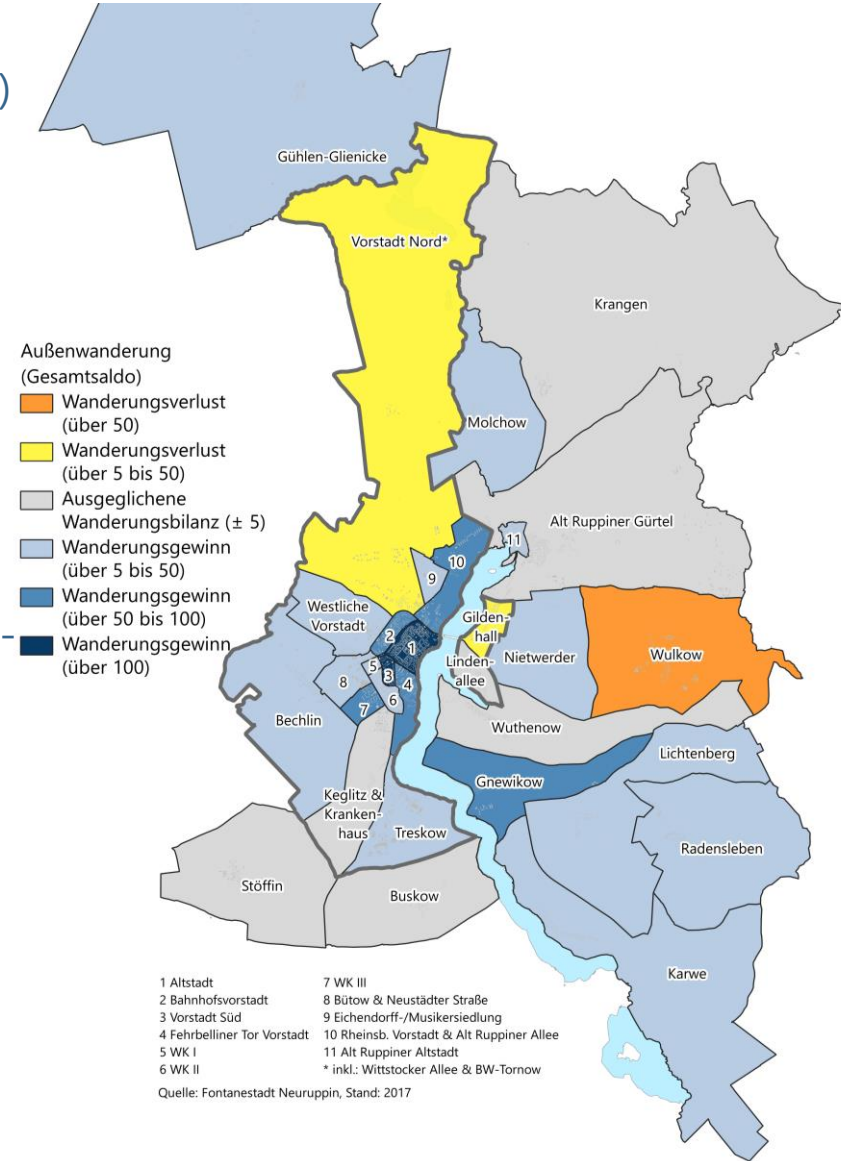 )
Gühlen-Glienicke
Vorstadt Nord*
Krangen
Außenwanderung
(Gesamtsaldo)
Wanderungsverlust
(über 50)
Wanderungsverlust
(über 5 bis 50)
Ausgeglichene
Wanderungsbilanz (± 5)
Wanderungsgewinn
(über 5 bis 50)
Wanderungsgewinn
(über 50 bis 100)
Wanderungsgewinn
(über 100)
Molchow
Alt Ruppiner Gürtel
11
10
9
Westliche
Vorstadt
Gilden-
hall
2
1
Linden-
allee
Nietwerder
Wulkow
5
3
4
8
6
7
Bechlin
Wuthenow
Lichtenberg
Gnewikow
Keglitz &
Kranken-
haus
Treskow
Radensleben
Stöffin
Buskow
Karwe
1 Altstadt
2 Bahnhofsvorstadt
3 Vorstadt Süd
4 Fehrbelliner Tor Vorstadt
5 WK I
6 WK II
7 WK III
8 Bütow & Neustädter Straße
9 Eichendorff-/Musikersiedlung
10 Rheinsb. Vorstadt & Alt Ruppiner Allee
11 Alt Ruppiner Altstadt
* inkl.: Wittstocker Allee & BW-Tornow
Quelle: Fontanestadt Neuruppin, Stand: 2017